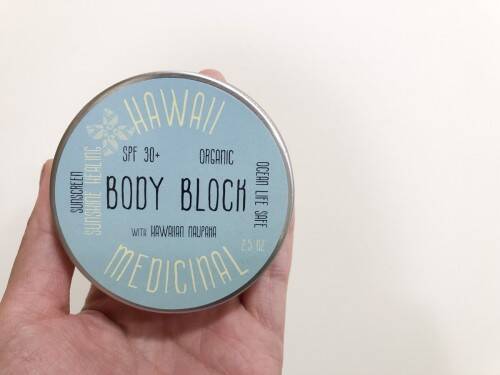 HAWAII
SPF 30+
ORGANIC
SUNSCREEN
SUNSHINE HEALING
BODY BLOCK
OCEAN LIFE SAFE
WITH HAWAIIAN NAUPAKA
2.5 OZ
MEDICINAL